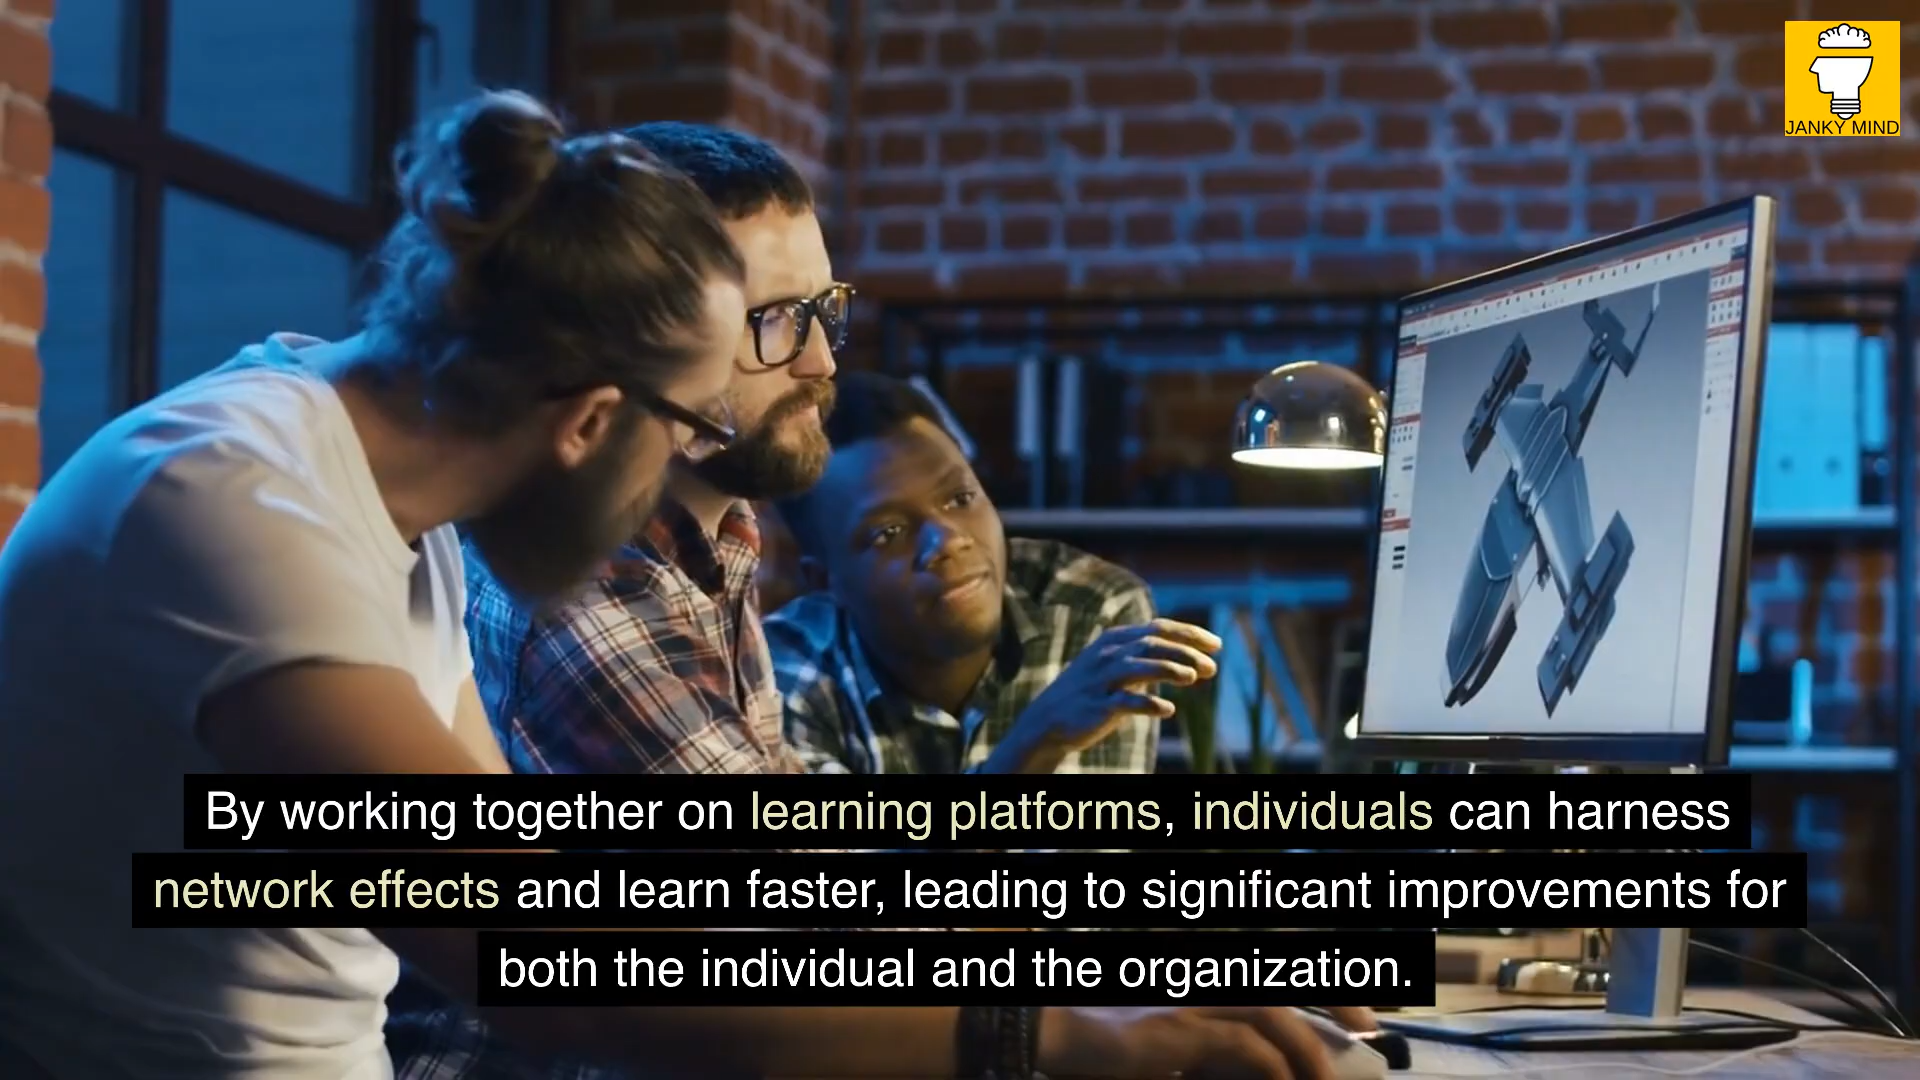 JANKY MIND
By working together on learning platforms, individuals can harness
network effects and learn faster, leading to significant improvements for
both the individual and the organization.